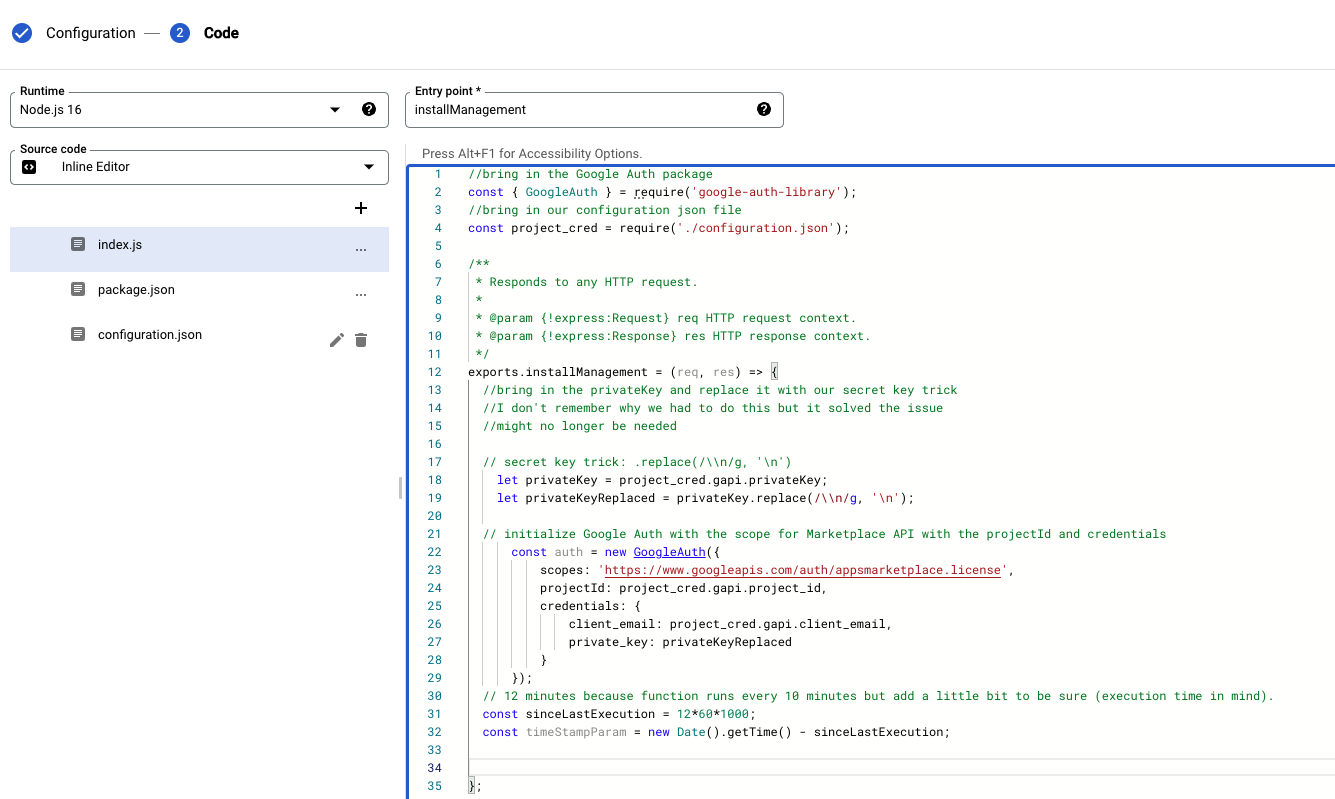 Configuration — 2 Code
Runtime
Node.js 16
Entry point *
installManagement
Source code
Inline Editor
index.js
package.json
configuration.json
Press Alt+F1 for Accessibility Options.
1 //bring in the Google Auth package
2 const { GoogleAuth } = require('google-auth-library');
3 //bring in our configuration json file
4 const project_cred = require('./configuration.json');
5
6 /**
7 * Responds to any HTTP request.
8 *
9 * @param {!express:Request} req HTTP request context.
10 * @param {!express:Response} res HTTP response context.
11 */
12 exports.installManagement = (req, res) => {
13 //bring in the privateKey and replace it with our secret key trick
14 //I don't remember why we had to do this but it solved the issue
15 //might no longer be needed
16
17 // secret key trick: .replace(/\\n/g, '\n')
18 let privateKey = project_cred.gapi.privateKey;
19 let privateKeyReplaced = privateKey.replace(/\\n/g, '\n');
20
21 // initialize Google Auth with the scope for Marketplace API with the projectId and credentials
22 const auth = new GoogleAuth({
23 scopes: 'https://www.googleapis.com/auth/appsmarketplace.license',
24 projectId: project_cred.gapi.project_id,
25 credentials: {
26 client_email: project_cred.gapi.client_email,
27 private_key: privateKeyReplaced
28 }
29 });
30 // 12 minutes because function runs every 10 minutes but add a little bit to be sure (execution time in mind).
31 const sinceLastExecution = 12*60*1000;
32 const timeStampParam = new Date().getTime() - sinceLastExecution;
33
34
35 };